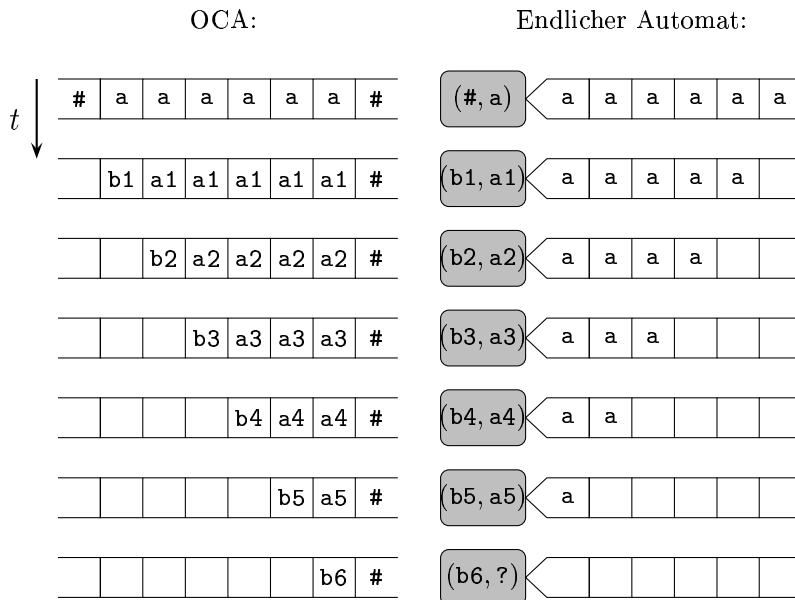 OCA: Endlicher Automat:
t
# a a a a a a # (#, a) a a a a a a
b1 a1 a1 a1 a1 a1 # (b1, a1) a a a a a
b2 a2 a2 a2 a2 # (b2, a2) a a a a
b3 a3 a3 a3 # (b3, a3) a a a
b4 a4 a4 # (b4, a4) a a
b5 a5 # (b5, a5) a
b6 # (b6, ?)